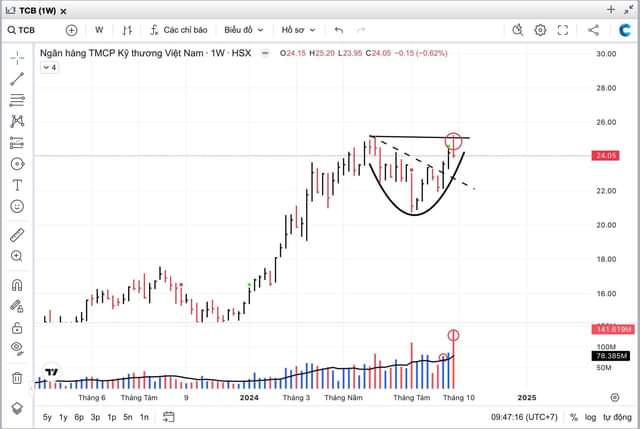 TCB (1W) ×
TCB W Các chỉ báo Biểu đồ Hồ sơ
Ngân hàng TMCP Kỹ thương Việt Nam · 1W · HSX O24.15 H25.20 L23.95 C24.05 −0.15 (−0.62%)
4
30.00
28.00
26.00
24.05
22.00
20.00
18.00
16.00
141.619M
100M
78.385M
50M
Tháng 6 Tháng Tám 9 2024 Tháng 3 Tháng Năm Tháng Tám Tháng 10 2025
5y 1y 6p 3p 1p 5n 1n 09:47:16 (UTC+7) % log tự động